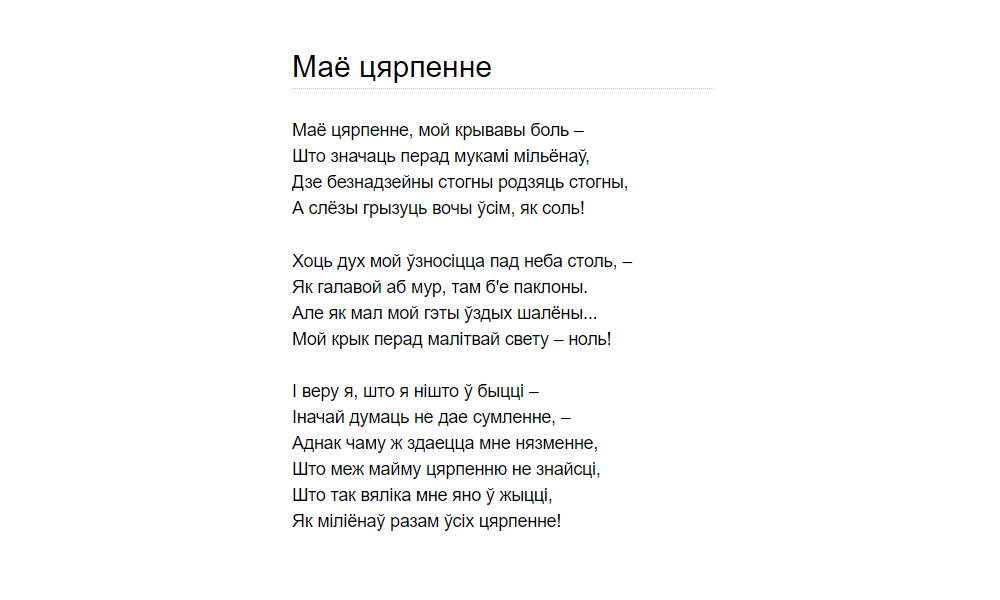 Маё цярпенне
Маё цярпенне, мой крывавы боль –
Што значаць перад мукамі мільёнаў,
Дзе безнадзейны стогны родзяць стогны,
А слёзы грызуць вочы ўсім, як соль!
Хоць дух мой ўзносіцца пад неба столь, –
Як галавой аб мур, там б'е паклоны.
Але як мал мой гэты ўздых шалёны...
Мой крык перад малітвай свету – ноль!
І веру я, што я нішто ў быцці –
Іначай думаць не дае сумленне, –
Аднак чаму ж здаецца мне нязменне,
Што меж майму цярпенню не знайсці,
Што так вяліка мне яно ў жыцці,
Як міліёнаў разам ўсіх цярпенне!